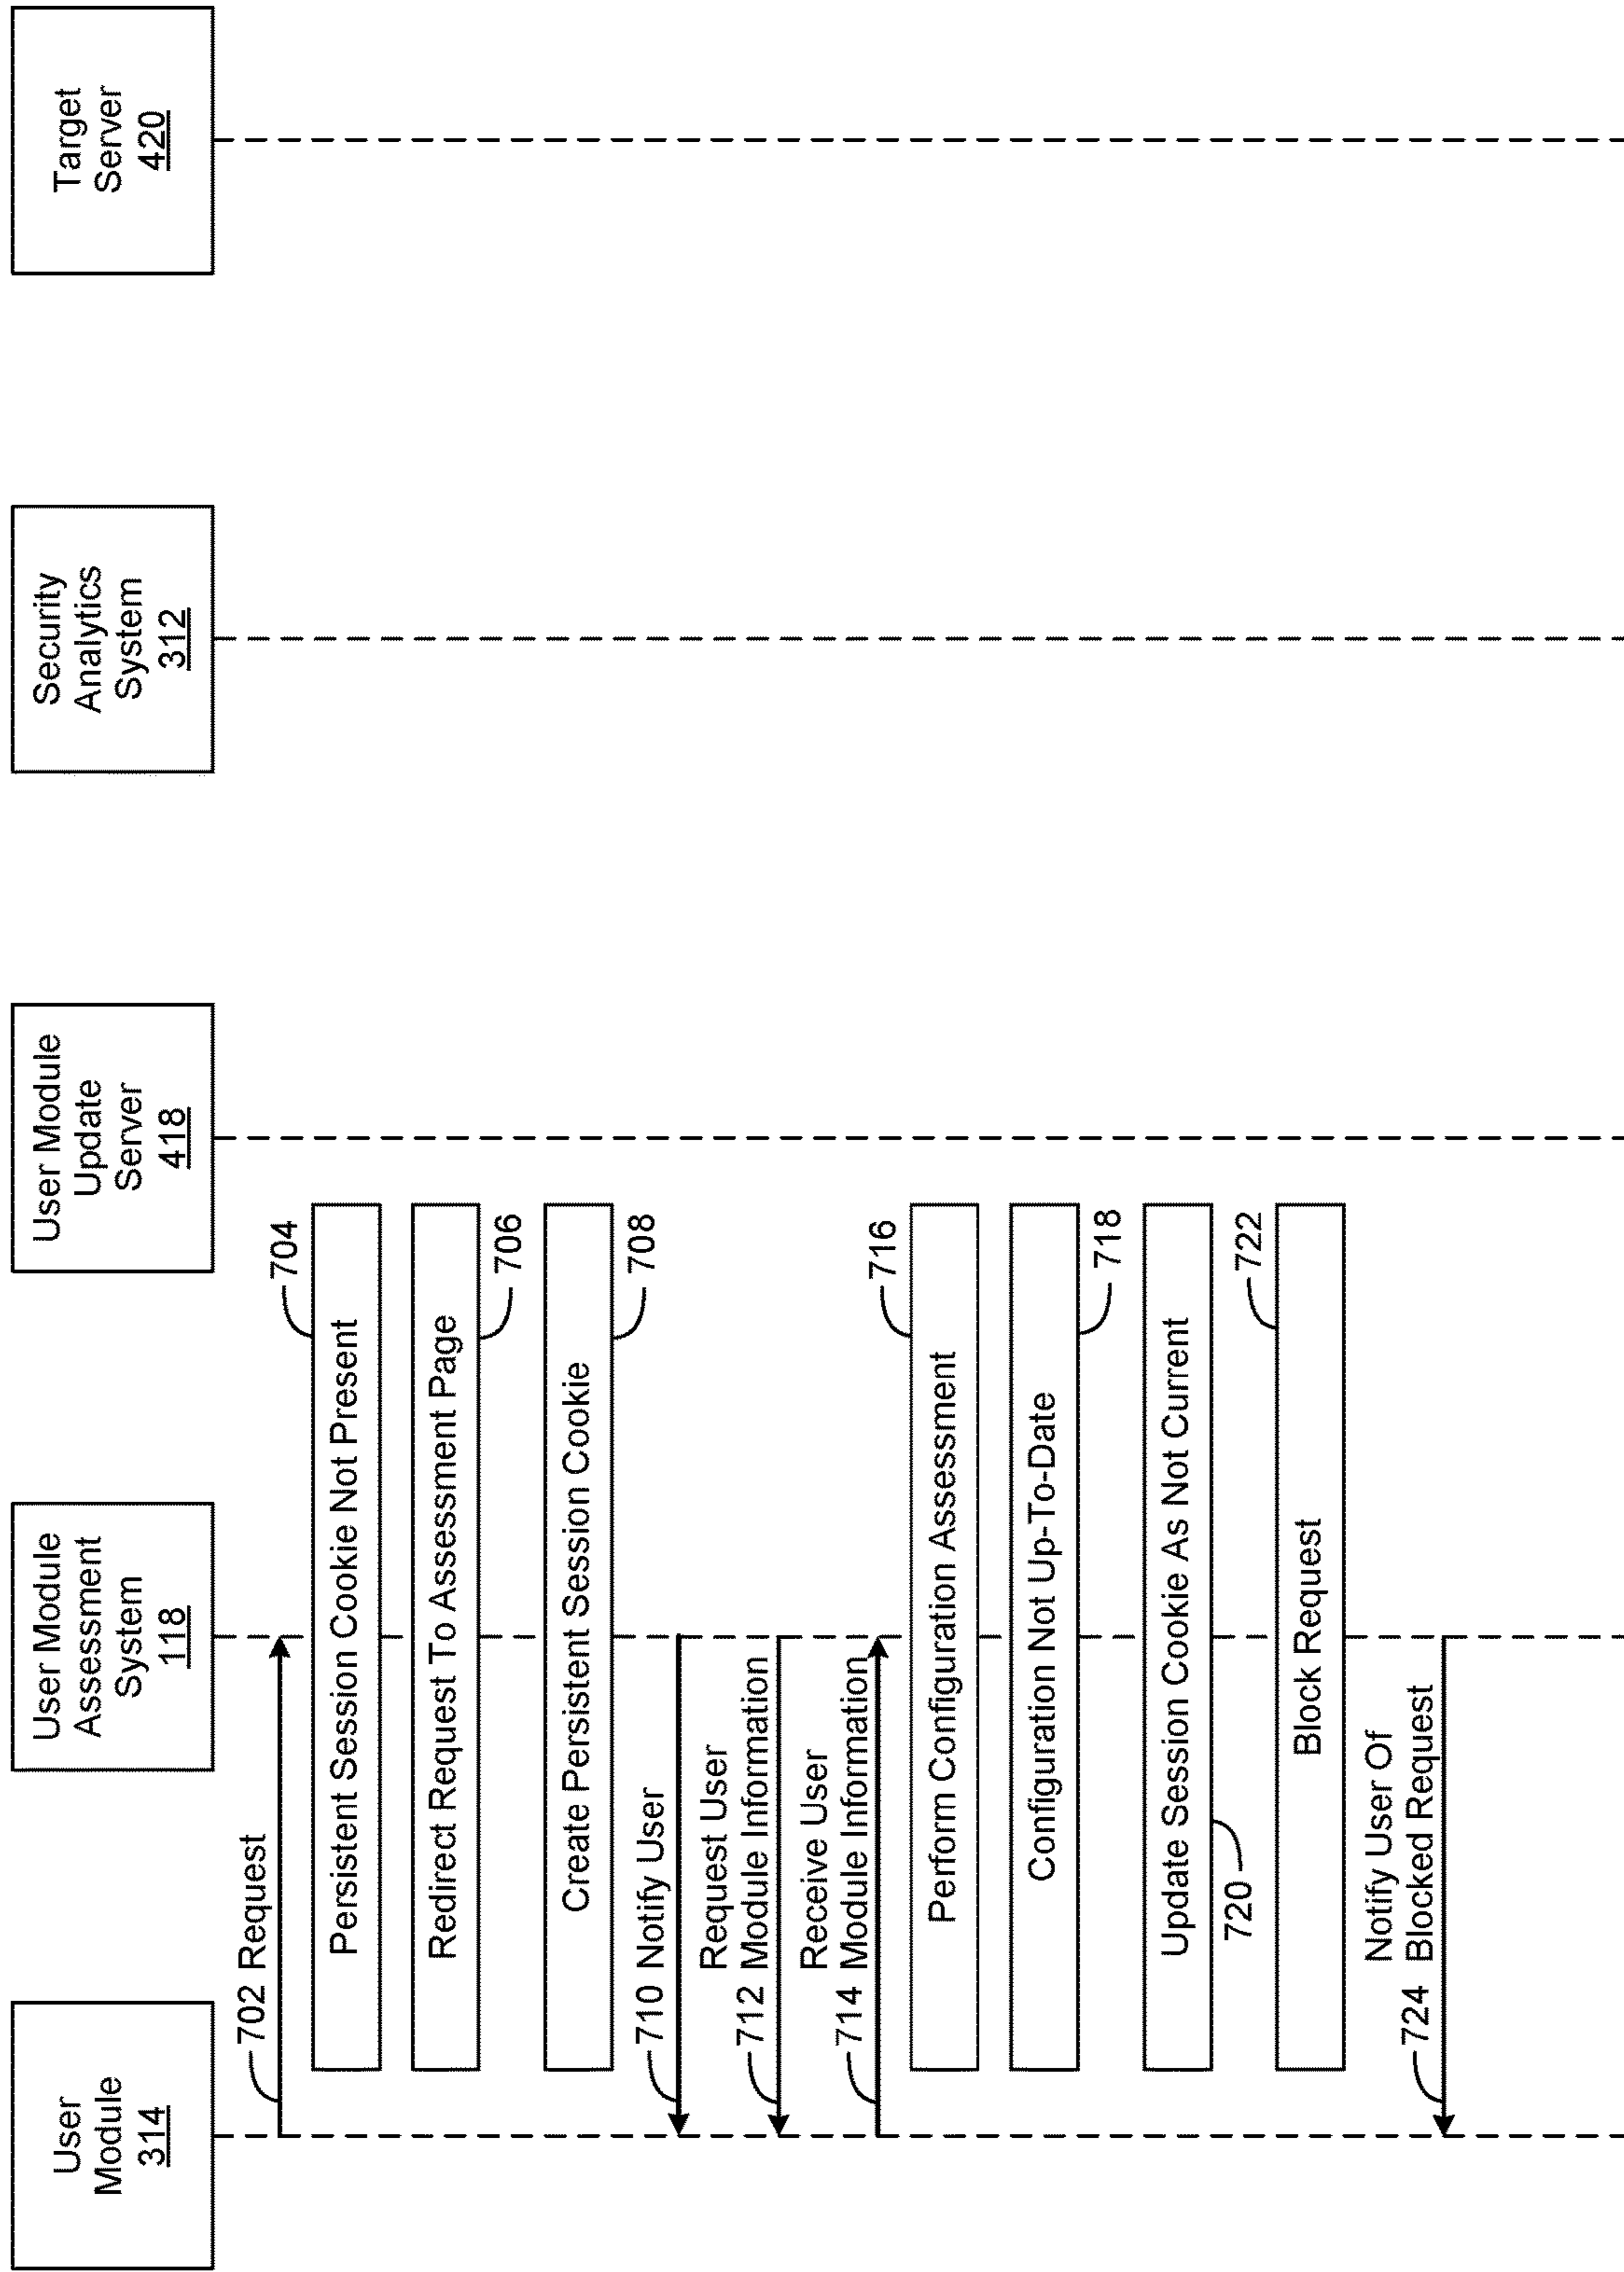 User
Module
314
User Module
Assessment
System
118
User Module
Update
Server
418
Security
Analytics
System
312
Target
Server
420
702 Request
704
Persistent Session Cookie Not Present
Redirect Request To Assessment Page
706
Create Persistent Session Cookie
708
710 Notify User
Request User
712 Module Information
Receive User
714 Module Information
716
Perform Configuration Assessment
Configuration Not Up-To-Date
718
Update Session Cookie As Not Current
720
722
Block Request
Notify User Of
724 Blocked Request